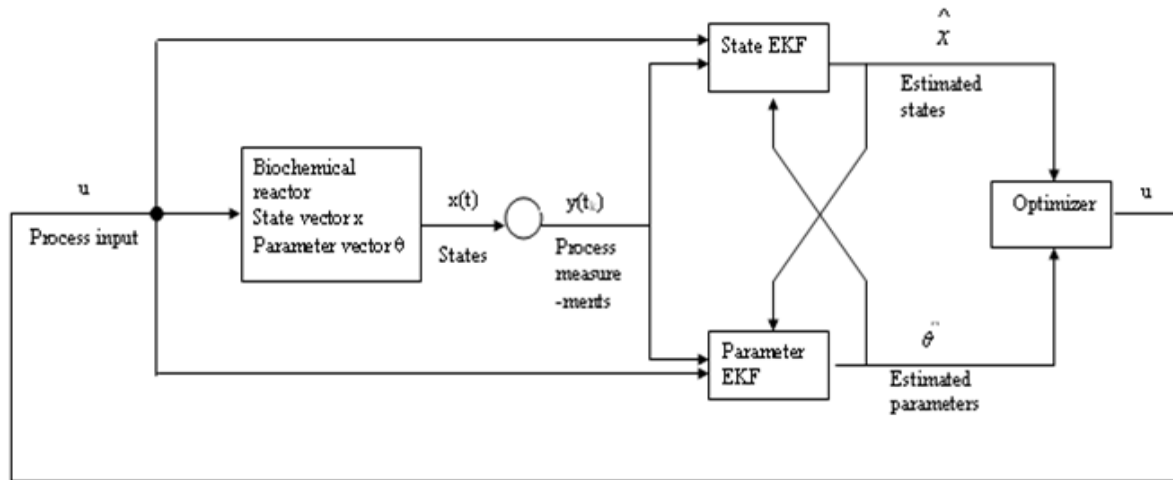 u
Process input
Biochemical
reactor
State vector x
Parameter vector θ
x(t)
States
y(tₖ)
Process
measure
-ments
State EKF
Parameter
EKF
x̂
Estimated
states
θ̂
Estimated
parameters
Optimizer
u